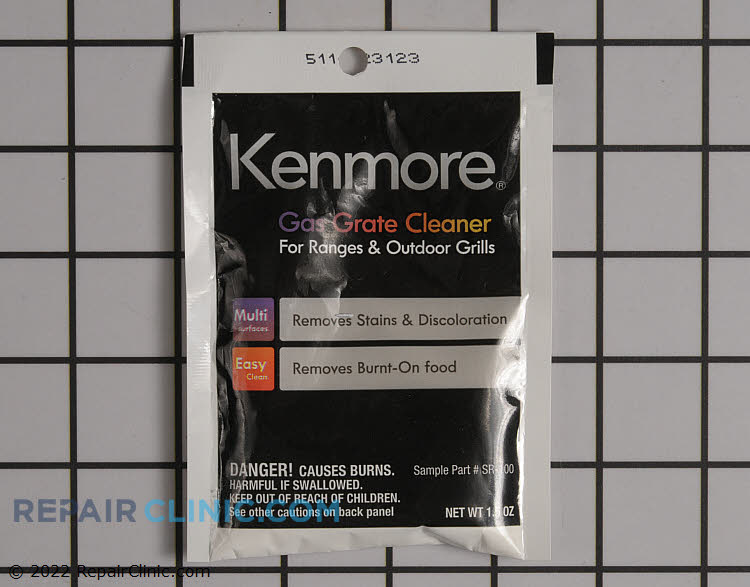 23123
Kenmore®
Gas Grate Cleaner
For Ranges & Outdoor Grills
Multi
surfaces
Removes Stains & Discoloration
Easy
Clean
Removes Burnt-On food
DANGER! CAUSES BURNS.
HARMFUL IF SWALLOWED.
KEEP OUT OF REACH OF CHILDREN.
See other cautions on back panel
Sample Part #
NET WT OZ
REPAIR CLINIC.COM
© 2022 RepairClinic.com